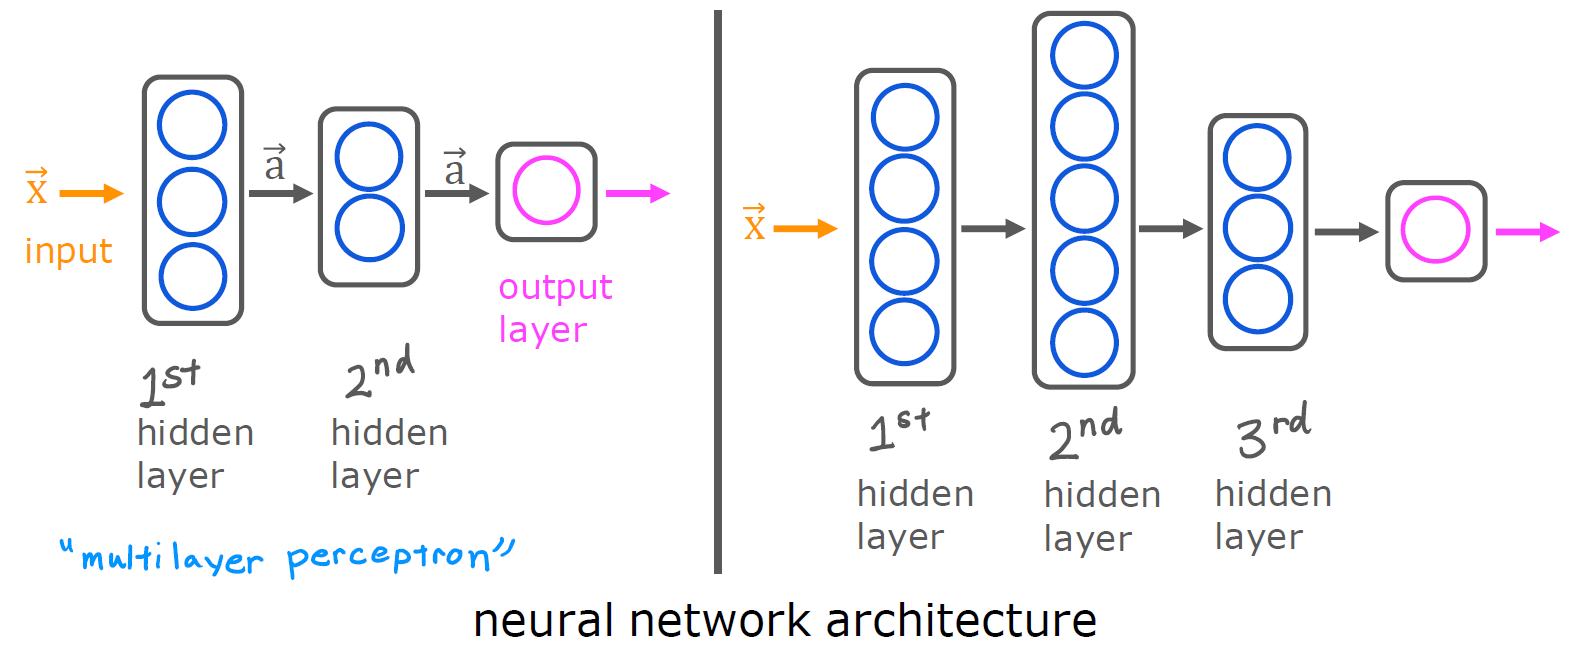 x⃗
input
a⃗
a⃗
output
layer
1st
hidden
layer
2nd
hidden
layer
"multilayer perceptron"
x⃗
1st
hidden
layer
2nd
hidden
layer
3rd
hidden
layer
neural network architecture